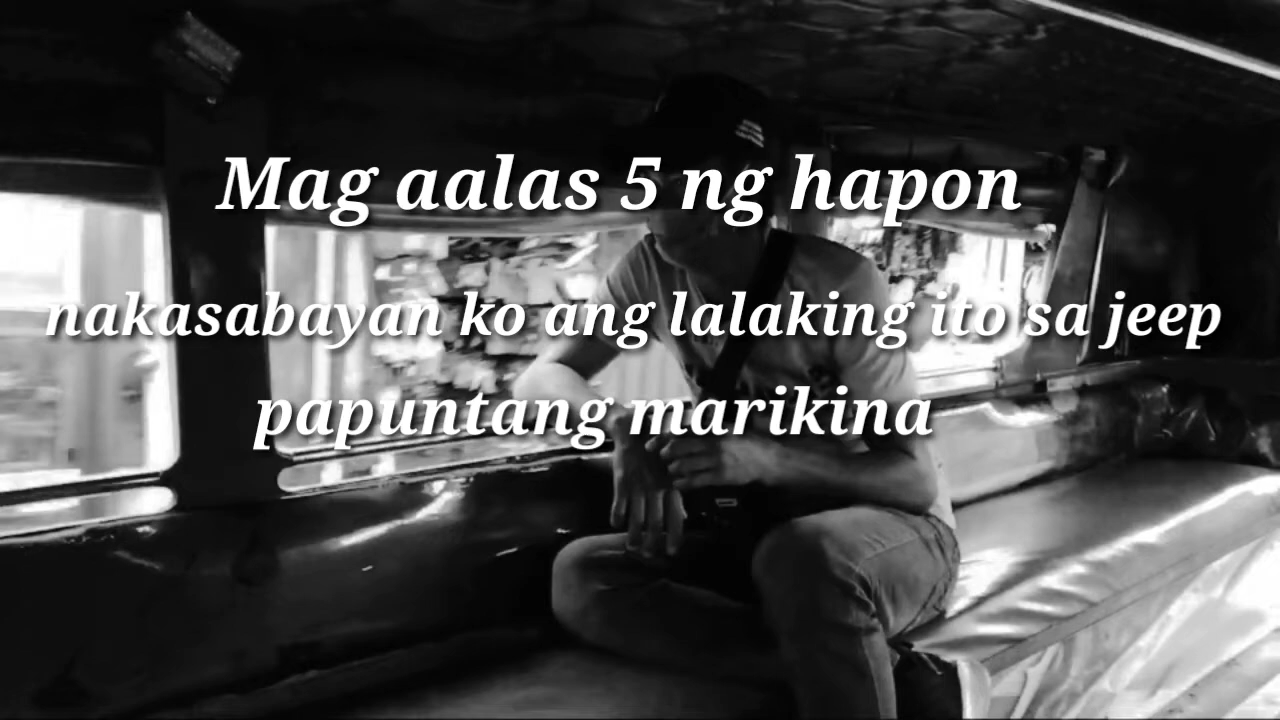 Mag aalas 5 ng hapon
nakasabayan ko ang lalaking ito sa jeep
papuntang marikina